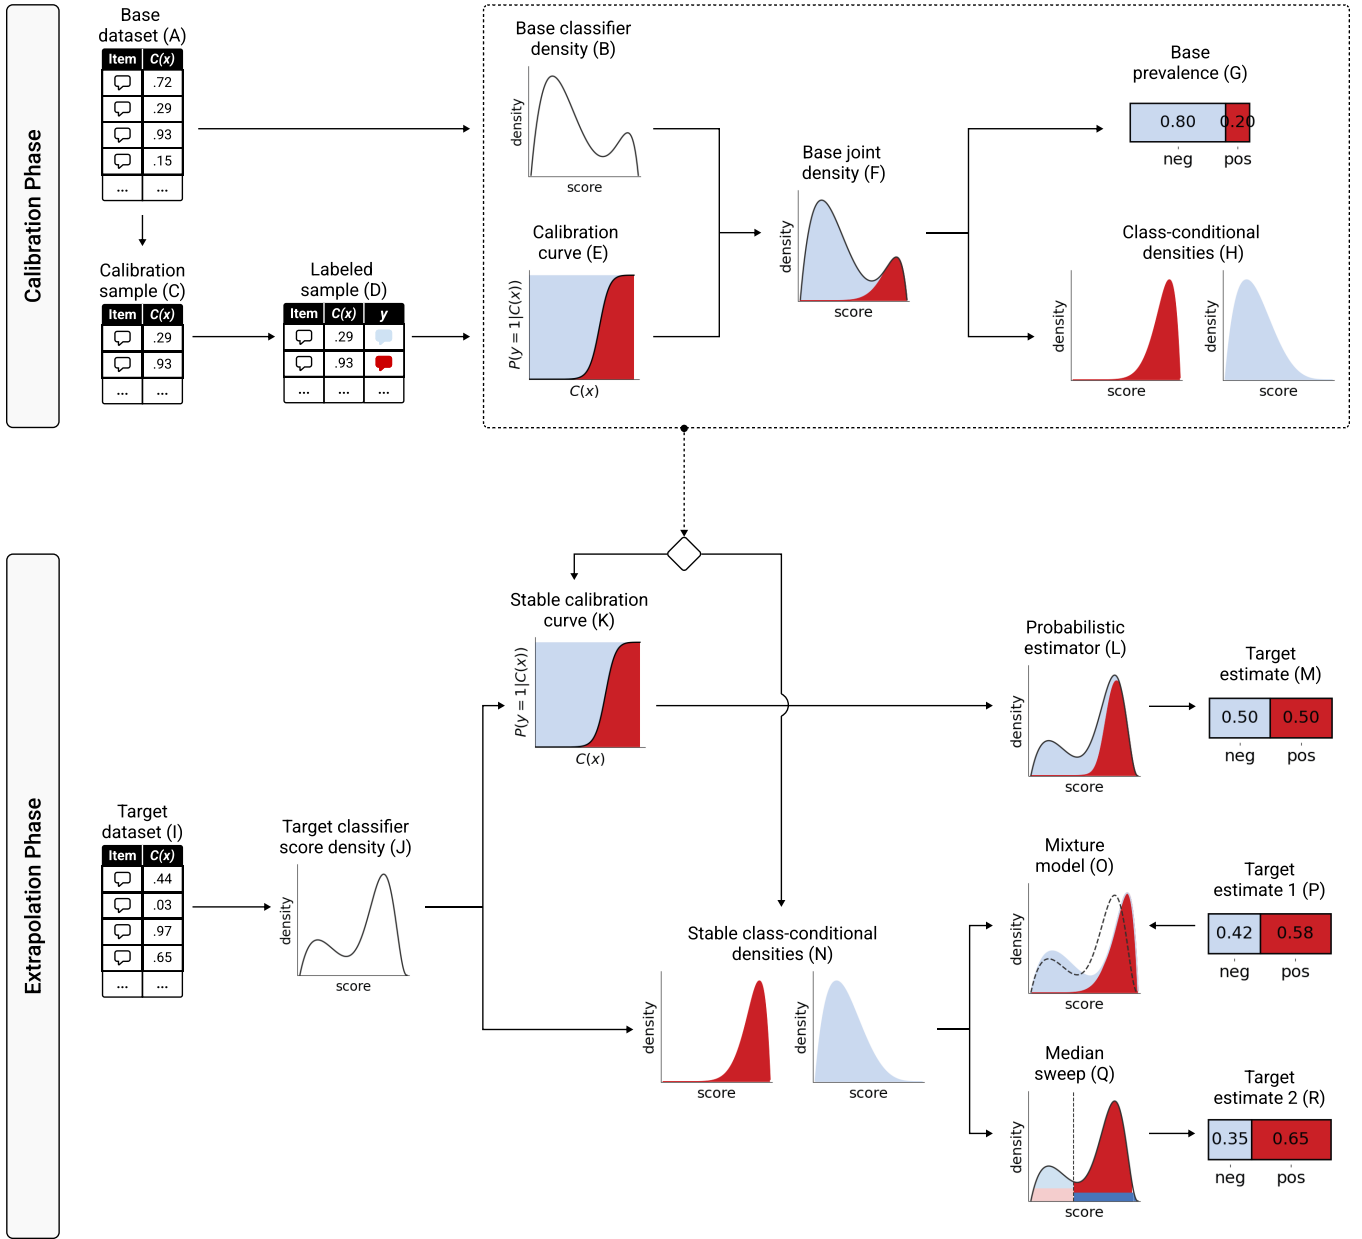 Calibration Phase
Base
dataset (A)
Item C(x)
.72
.29
.93
.15
... ...
Calibration
sample (C)
Item C(x)
.29
.93
... ...
Labeled
sample (D)
Item C(x) y
.29
.93
... ... ...
Base classifier
density (B)
density
score
Calibration
curve (E)
P(y = 1|C(x))
C(x)
Base joint
density (F)
density
score
Base
prevalence (G)
0.80 0.20
neg pos
Class-conditional
densities (H)
density
score
density
score
Extrapolation Phase
Target
dataset (I)
Item C(x)
.44
.03
.97
.65
... ...
Target classifier
score density (J)
density
score
Stable calibration
curve (K)
P(y = 1|C(x))
C(x)
Probabilistic
estimator (L)
density
score
Target
estimate (M)
0.50 0.50
neg pos
Stable class-conditional
densities (N)
density
score
density
score
Mixture
model (O)
density
score
Target
estimate 1 (P)
0.42 0.58
neg pos
Median
sweep (Q)
density
score
Target
estimate 2 (R)
0.35 0.65
neg pos